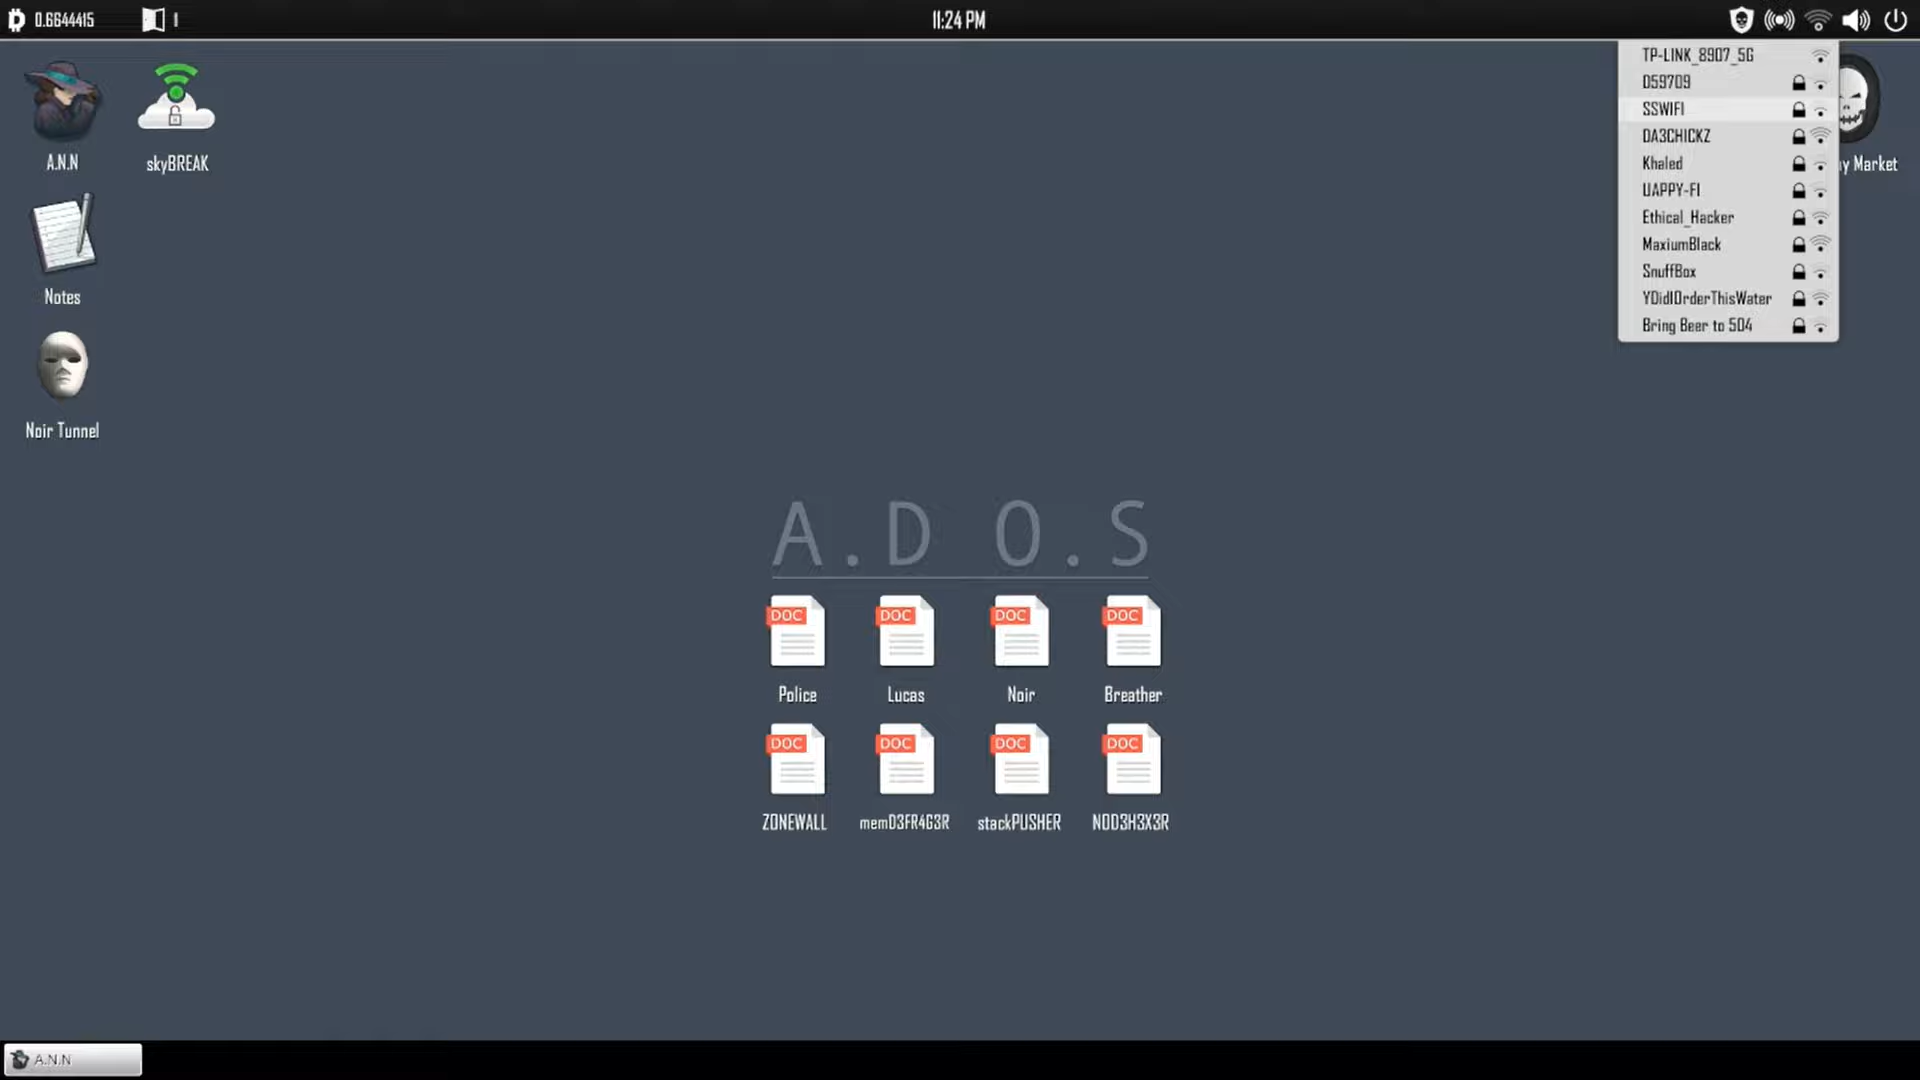 0.6644415
1
11:24 PM
TP-LINK_8907_5G
D59709
SSWIFI
DA3CHICKZ
Khaled
UAPPY-FI
Ethical_Hacker
MaxiumBlack
SnuffBox
YDidIOrderThisWater
Bring Beer to 504
A.N.N
skyBREAK
y Market
Notes
Noir Tunnel
A.D O.S
DOC
DOC
DOC
DOC
Police
Lucas
Noir
Breather
DOC
DOC
DOC
DOC
ZONEWALL
memD3FR4G3R
stackPUSHER
NOD3H3X3R
A.N.N